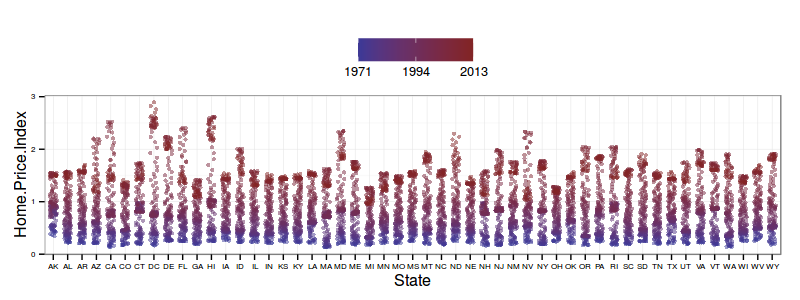 1971 1994 2013
Home.Price.Index
3
2
1
0
AK AL AR AZ CA CO CT DC DE FL GA HI IA ID IL IN KS KY LA MA MD ME MI MN MO MS MT NC ND NE NH NJ NM NV NY OH OK OR PA RI SC SD TN TX UT VA VT WA WI WV WY
State